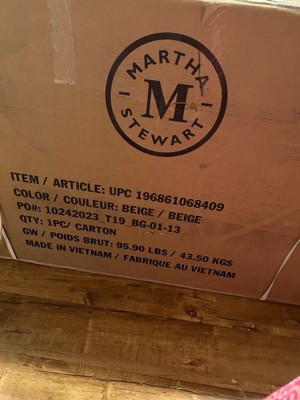 MARTHA
M
STEWART
ITEM / ARTICLE: UPC 196861068409
COLOR / COULEUR: BEIGE / BEIGE
PO#: 10242023_T19_BG-01-13
QTY: 1PC/ CARTON
GW / POIDS BRUT: 95.90 LBS / 43.50 KGS
MADE IN VIETNAM / FABRIQUE AU VIETNAM